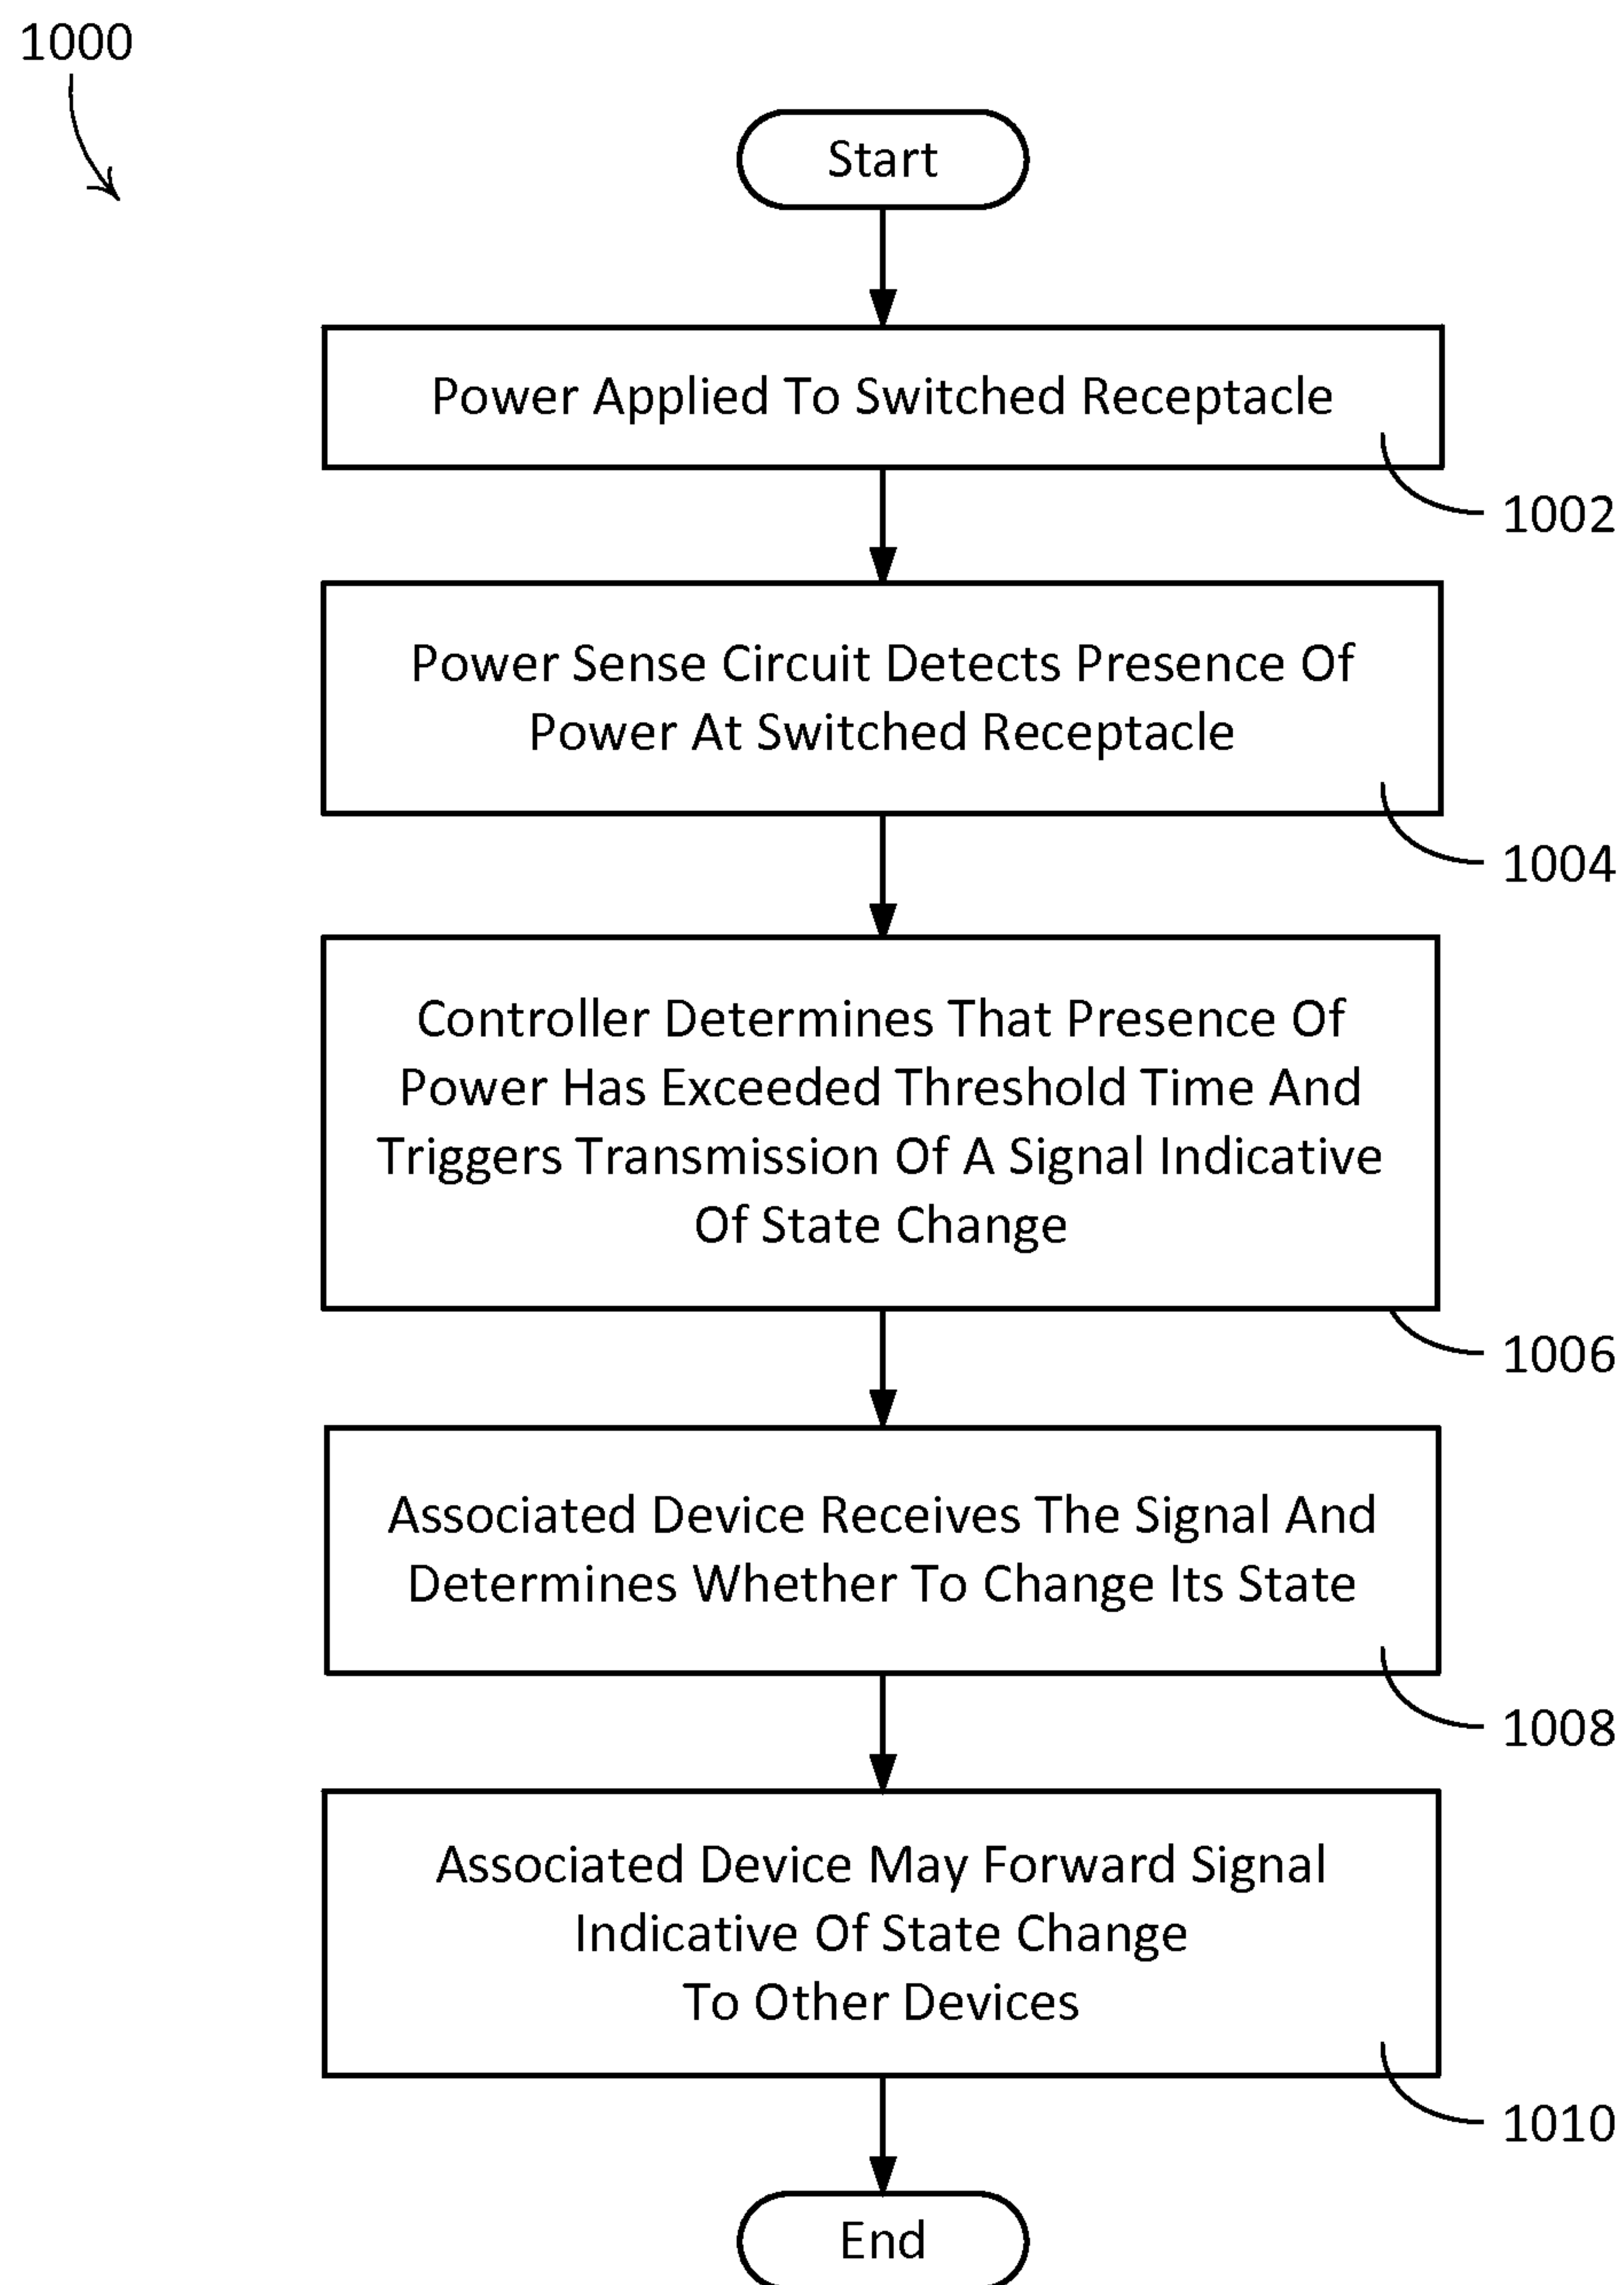 1000
Start
Power Applied To Switched Receptacle
1002
Power Sense Circuit Detects Presence Of
Power At Switched Receptacle
1004
Controller Determines That Presence Of
Power Has Exceeded Threshold Time And
Triggers Transmission Of A Signal Indicative
Of State Change
1006
Associated Device Receives The Signal And
Determines Whether To Change Its State
1008
Associated Device May Forward Signal
Indicative Of State Change
To Other Devices
1010
End